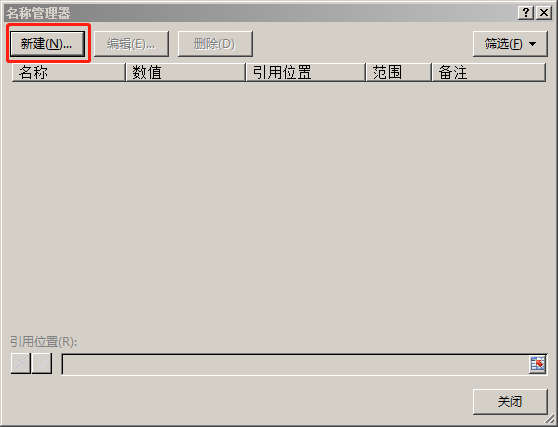 名称管理器
新建(N)... 编辑(E)... 删除(D) 筛选(F)
名称 数值 引用位置 范围 备注
引用位置(R):
关闭